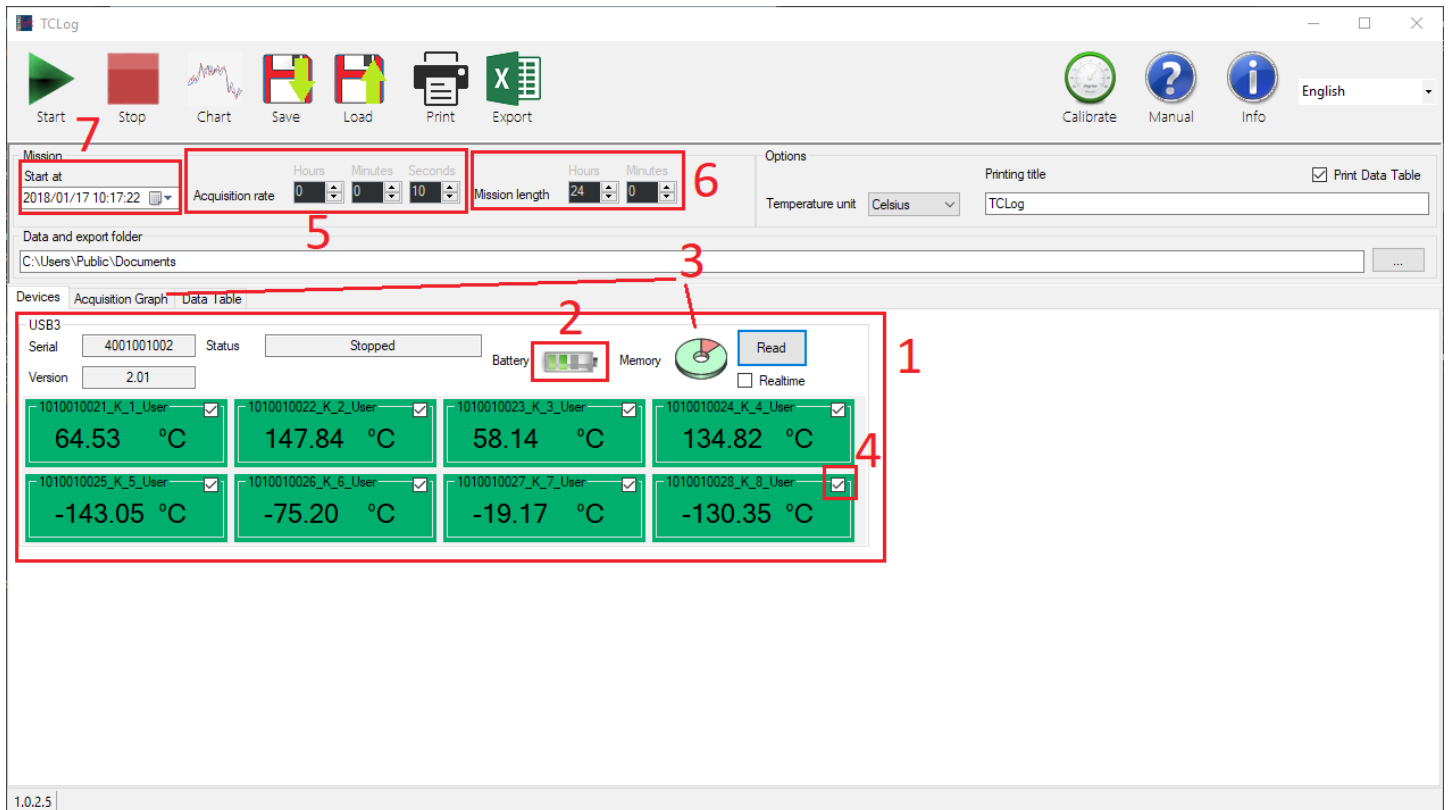 TCLog
Start Stop Chart Save Load Print Export Calibrate Manual Info English
7
Mission
Start at
2018/01/17 10:17:22
Hours Minutes Seconds
Acquisition rate 0 0 10
5
Hours Minutes
Mission length 24 0
6
Options
Temperature unit Celsius
Printing title
TCLog
Print Data Table
Data and export folder
C:\Users\Public\Documents ...
3
Devices Acquisition Graph Data Table
USB3
Serial 4001001002 Status Stopped
Version 2.01
2
Battery Memory Read
Realtime
1
1010010021_K_1_User 1010010022_K_2_User 1010010023_K_3_User 1010010024_K_4_User
64.53 °C 147.84 °C 58.14 °C 134.82 °C
4
1010010025_K_5_User 1010010026_K_6_User 1010010027_K_7_User 1010010028_K_8_User
-143.05 °C -75.20 °C -19.17 °C -130.35 °C
1.0.2.5